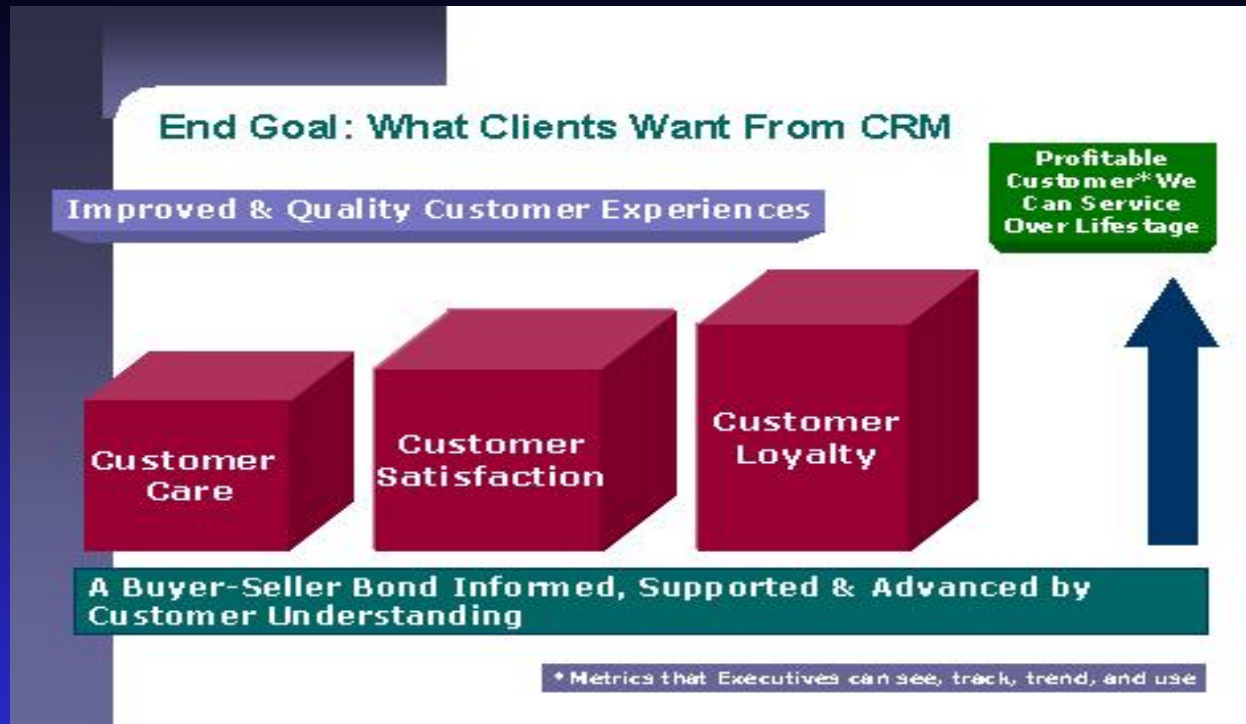 End Goal: What Clients Want From CRM
Profitable
Customer* We
Can Service
Over Lifestage
Improved & Quality Customer Experiences
Customer
Care
Customer
Satisfaction
Customer
Loyalty
A Buyer-Seller Bond Informed, Supported & Advanced by
Customer Understanding
* Metrics that Executives can see, track, trend, and use